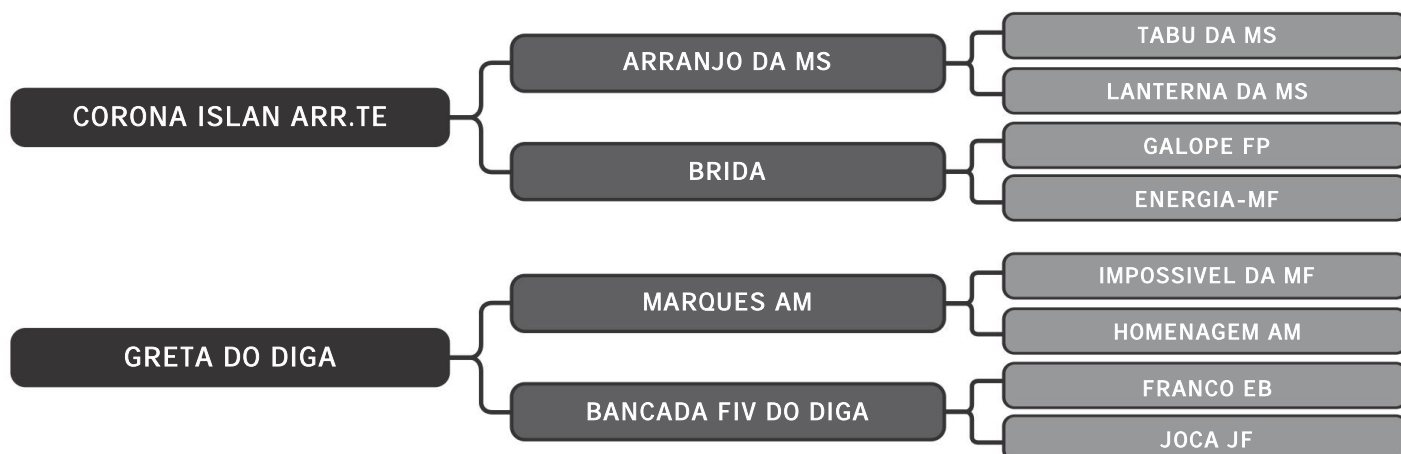 CORONA ISLAN ARR.TE
ARRANJO DA MS
TABU DA MS
LANTERNA DA MS
BRIDA
GALOPE FP
ENERGIA-MF
GRETA DO DIGA
MARQUES AM
IMPOSSIVEL DA MF
HOMENAGEM AM
BANCADA FIV DO DIGA
FRANCO EB
JOCA JF